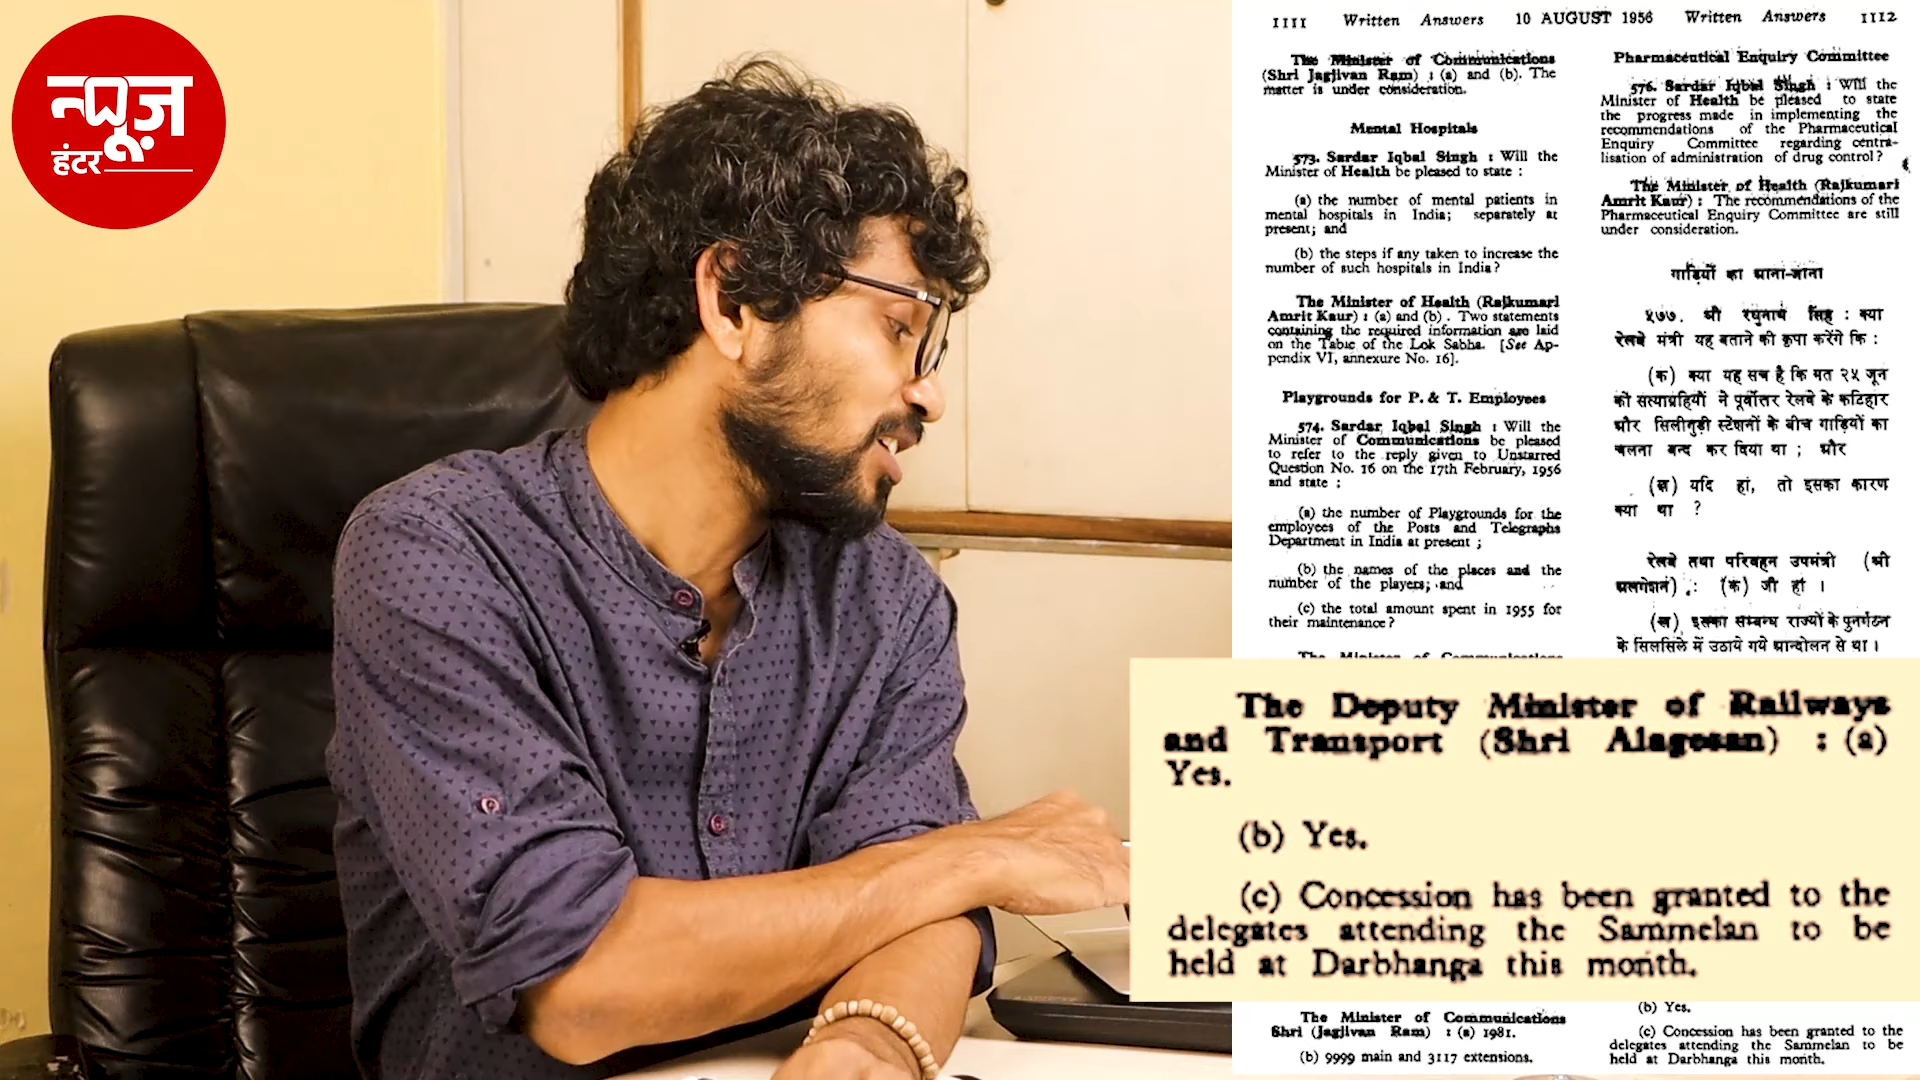 न्यूज़
हंटर
1111 Written Answers 10 AUGUST 1956 Written Answers 1112
The Minister of Communications
(Shri Jagjivan Ram) : (a) and (b). The
matter is under consideration.
Mental Hospitals
573. Sardar Iqbal Singh : Will the
Minister of Health be pleased to state :
(a) the number of mental patients in
mental hospitals in India; separately at
present; and
(b) the steps if any taken to increase the
number of such hospitals in India?
The Minister of Health (Rajkumari
Amrit Kaur) : (a) and (b). Two statements
containing the required information are laid
on the Table of the Lok Sabha. [See Ap-
pendix VI, annexure No. 16].
Playgrounds for P. & T. Employees
574. Sardar Iqbal Singh : Will the
Minister of Communications be pleased
to refer to the reply given to Unstarred
Question No. 16 on the 17th February, 1956
and state :
(a) the number of Playgrounds for the
employees of the Posts and Telegraphs
Department in India at present ;
(b) the names of the places and the
number of the players; and
(c) the total amount spent in 1955 for
their maintenance?
The Minister of Communications
Shri (Jagjivan Ram) : (a) 1981.
(b) 9999 main and 3117 extensions.
Pharmaceutical Enquiry Committee
576. Sardar Iqbal Singh : Will the
Minister of Health be pleased to state
the progress made in implementing the
recommendations of the Pharmaceutical
Enquiry Committee regarding centra-
lisation of administration of drug control?
The Minister of Health (Rajkumari
Amrit Kaur) : The recommendations of the
Pharmaceutical Enquiry Committee are still
under consideration.
गाड़ियों का आना-जाना
५७७. श्री रघुनाथ सिंह : क्या
रेलवे मंत्री यह बताने की कृपा करेंगे कि :
(क) क्या यह सच है कि गत २५ जून
को सत्याग्रहियों ने पूर्वोत्तर रेलवे के कटिहार
और सिलीगुड़ी स्टेशनों के बीच गाड़ियों का
चलना बन्द कर दिया था ; और
(ख) यदि हां, तो इसका कारण
क्या था ?
रेलवे तथा परिवहन उपमंत्री (श्री
अलगेशन) : (क) जी हां ।
(ख) इसका सम्बन्ध राज्यों के पुनर्गठन
के सिलसिले में उठाये गये आन्दोलन से था ।
The Deputy Minister of Railways
and Transport (Shri Alagesan) : (a)
Yes.
(b) Yes.
(c) Concession has been granted to the
delegates attending the Sammelan to be
held at Darbhanga this month.
(b) Yes.
(c) Concession has been granted to the
delegates attending the Sammelan to be
held at Darbhanga this month.